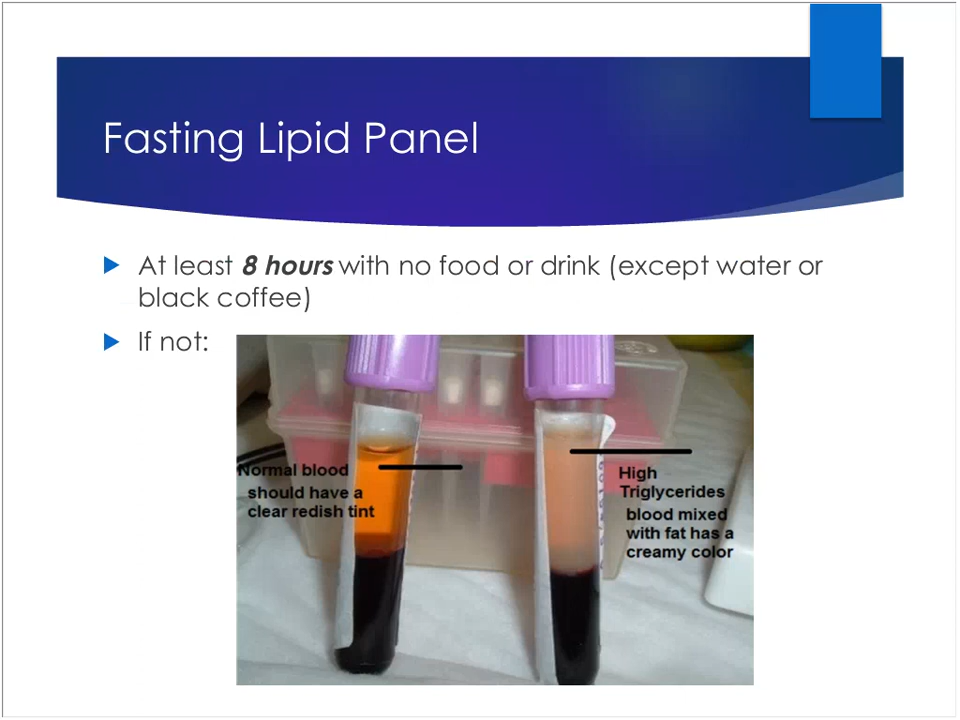 Fasting Lipid Panel
At least 8 hours with no food or drink (except water or
black coffee)
If not:
Normal blood
should have a
clear redish tint
High
Triglycerides
blood mixed
with fat has a
creamy color